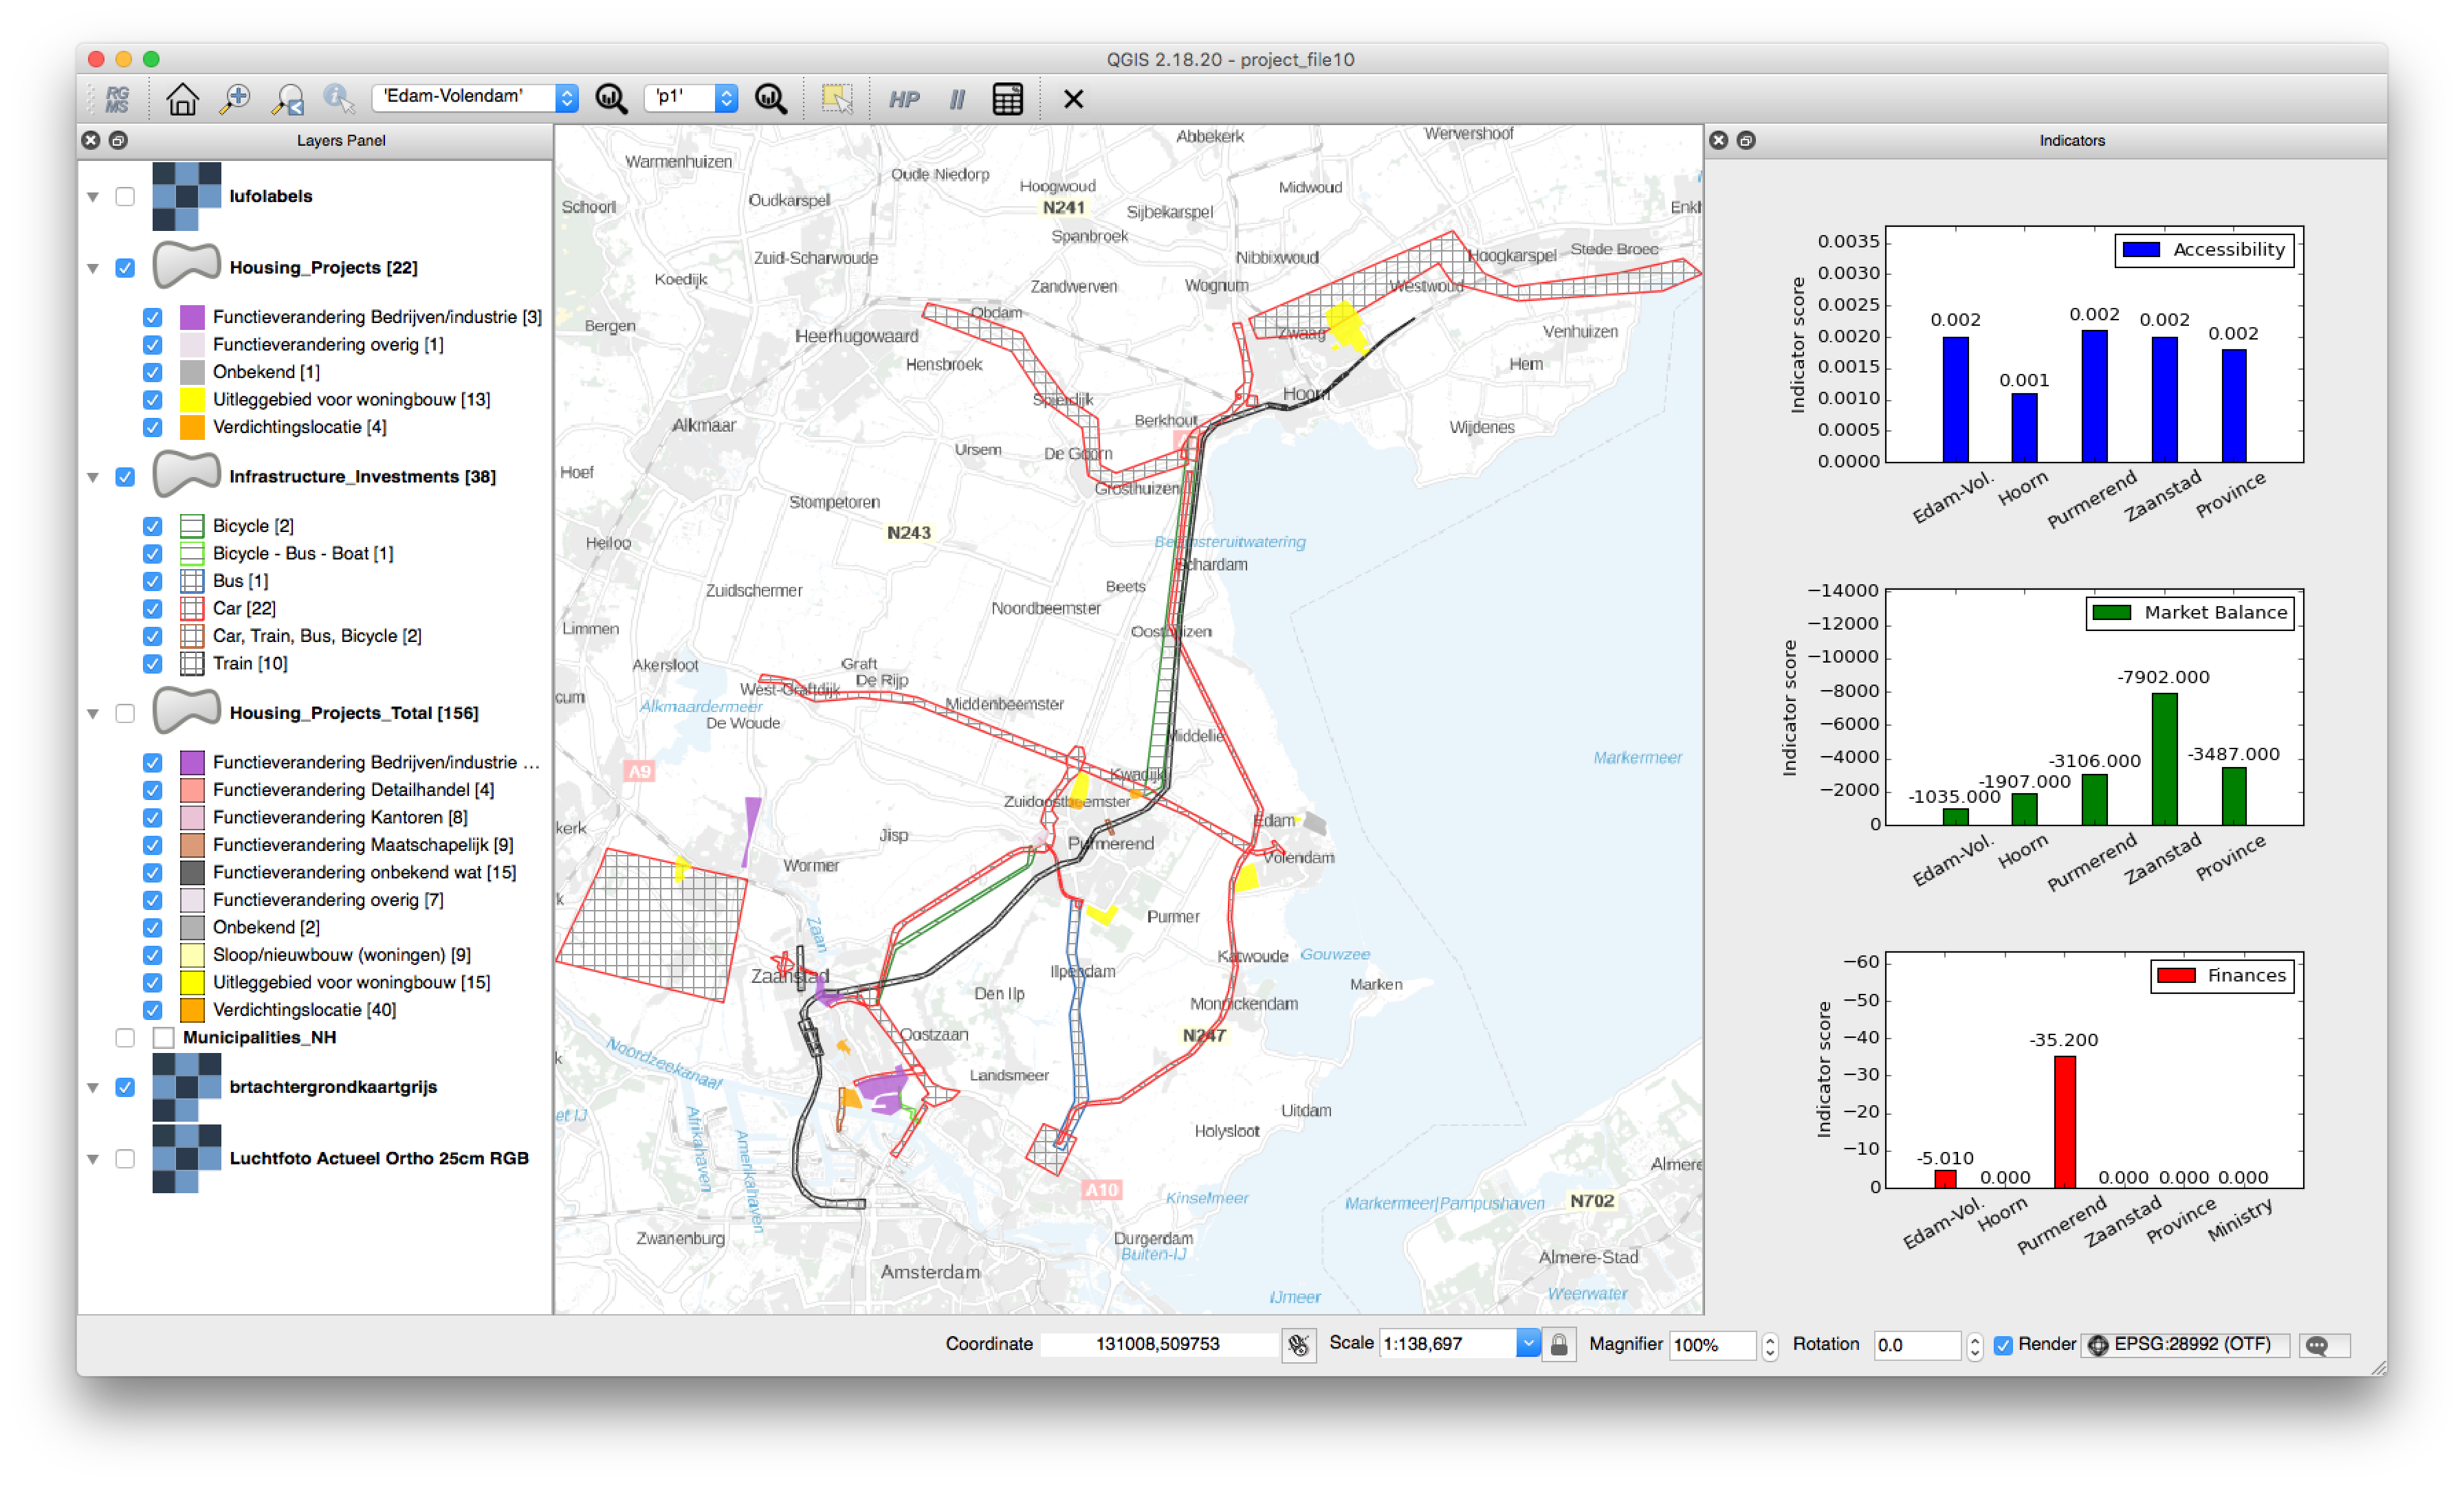 QGIS 2.18.20 - project_file10
RG
MS
'Edam-Volendam'
'p1'
HP
Layers Panel
lufolabels
Housing_Projects [22]
Functieverandering Bedrijven/industrie [3]
Functieverandering overig [1]
Onbekend [1]
Uitleggebied voor woningbouw [13]
Verdichtingslocatie [4]
Infrastructure_Investments [38]
Bicycle [2]
Bicycle - Bus - Boat [1]
Bus [1]
Car [22]
Car, Train, Bus, Bicycle [2]
Train [10]
Housing_Projects_Total [156]
Functieverandering Bedrijven/industrie ...
Functieverandering Detailhandel [4]
Functieverandering Kantoren [8]
Functieverandering Maatschapelijk [9]
Functieverandering onbekend wat [15]
Functieverandering overig [7]
Onbekend [2]
Sloop/nieuwbouw (woningen) [9]
Uitleggebied voor woningbouw [15]
Verdichtingslocatie [40]
Municipalities_NH
brtachtergrondkaartgrijs
Luchtfoto Actueel Ortho 25cm RGB
Abbekerk
Wervershoof
Warmenhuizen
Oude Niedorp
Hoogwoud
Midwoud
Schoorl
Oudkarspel
N241
Sijbekarspel
Enkh
Spanbroek
Zuid-Scharwoude
Nibbixwoud
Hoogkarspel
Stede Broec
Koedijk
Zandwerven
Wognum
Westwoud
Bergen
Obdam
Heerhugowaard
Zwaag
Venhuizen
Hensbroek
Hem
Spierdijk
Hoorn
Alkmaar
Berkhout
Wijdenes
Ursem
De Goorn
Hoef
Grosthuizen
Stompetoren
N243
Heiloo
Beemsteruitwatering
Schardam
Zuidschermer
Beets
Noordbeemster
Limmen
Oosthuizen
Akersloot
Graft
De Rijp
West-Graftdijk
cum
Alkmaardermeer
De Woude
Middenbeemster
Middelie
Markermeer
A9
Kwadijk
Zuidoostbeemster
kerk
Jisp
Edam
Purmerend
Wormer
Volendam
k
Zaan
Purmer
Katwoude
Gouwzee
Zaanstad
Ilpendam
Marken
Den Ilp
Monnickendam
Oostzaan
N247
k
Noordzeekanaal
Landsmeer
et IJ
Afrikahaven
Amerikahaven
Uitdam
Holysloot
Almere
A10
Kinselmeer
Markermeer|Pampushaven
N702
Zwanenburg
Durgerdam
Buiten-IJ
Almere-Stad
Amsterdam
IJmeer
Weerwater
Indicators
Accessibility
Indicator score
0.0035
0.0030
0.0025
0.0020
0.0015
0.0010
0.0005
0.0000
0.002
0.001
0.002
0.002
0.002
Edam-Vol.
Hoorn
Purmerend
Zaanstad
Province
Market Balance
Indicator score
−14000
−12000
−10000
−8000
−6000
−4000
−2000
0
-1035.000
-1907.000
-3106.000
-7902.000
-3487.000
Edam-Vol.
Hoorn
Purmerend
Zaanstad
Province
Finances
Indicator score
−60
−50
−40
−30
−20
−10
0
-5.010
0.000
-35.200
0.000
0.000
0.000
Edam-Vol.
Hoorn
Purmerend
Zaanstad
Province
Ministry
Coordinate
131008,509753
Scale
1:138,697
Magnifier
100%
Rotation
0.0
Render
EPSG:28992 (OTF)